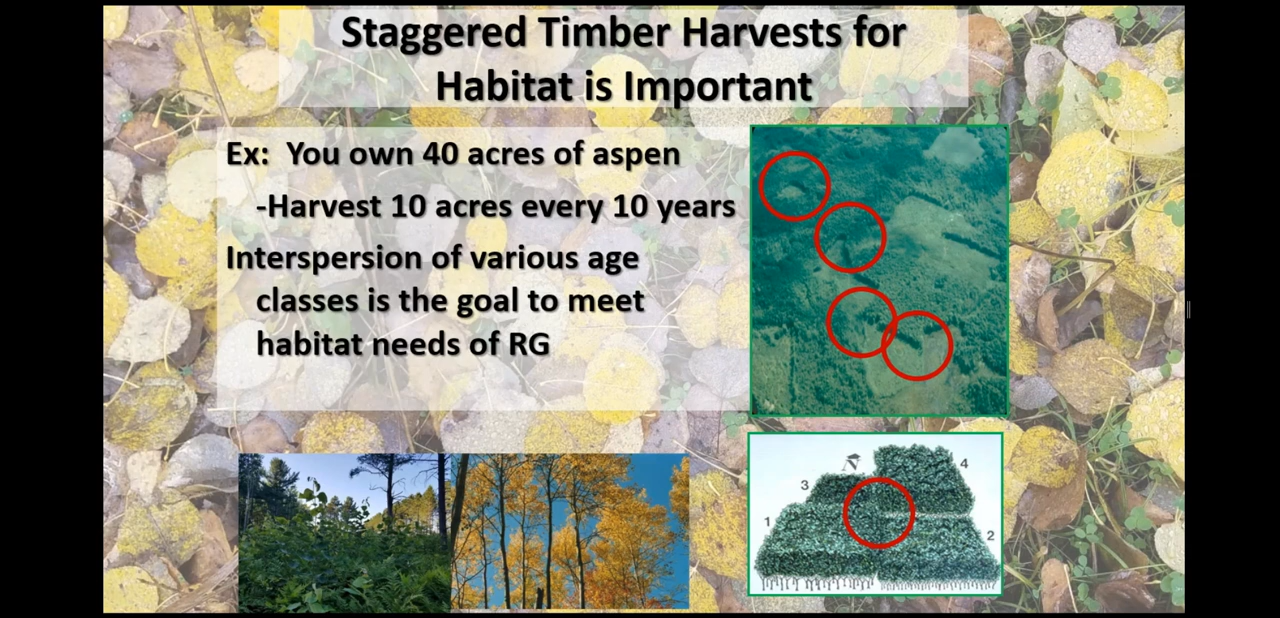 Staggered Timber Harvests for
Habitat is Important
Ex: You own 40 acres of aspen
-Harvest 10 acres every 10 years
Interspersion of various age
classes is the goal to meet
habitat needs of RG
N
4
3
1
2